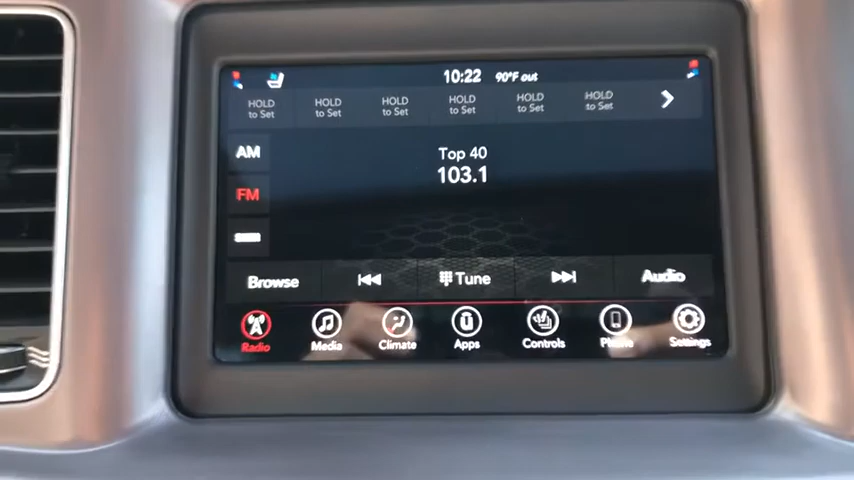 10:22 90°F out
HOLD to Set
HOLD to Set
HOLD to Set
HOLD to Set
HOLD to Set
HOLD to Set
AM
Top 40
103.1
FM
Browse
Tune
Audio
Radio Media Climate Apps Controls Phone Settings